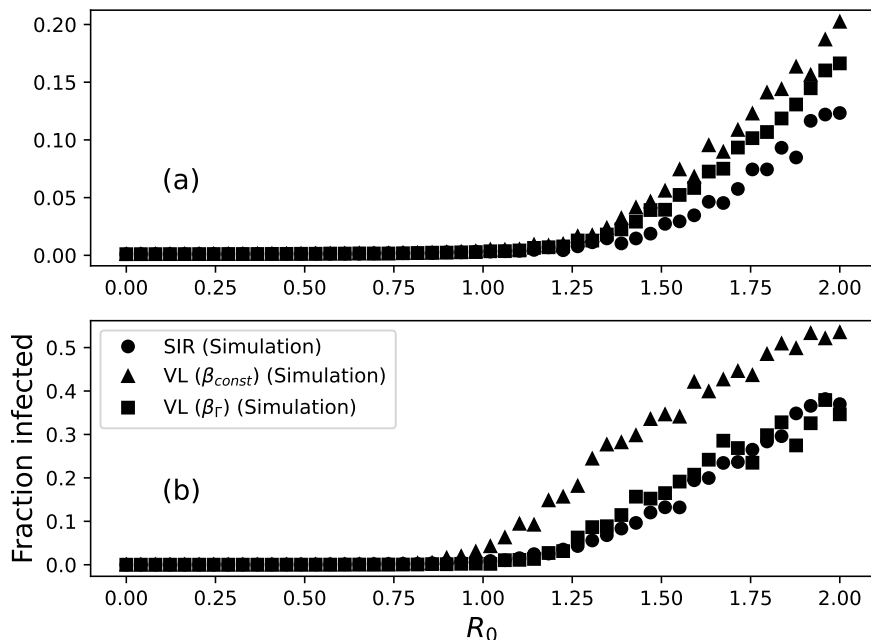 0.20
0.15
0.10
(a)
0.05
0.00
0.00 0.25 0.50 0.75 1.00 1.25 1.50 1.75 2.00
Fraction infected
0.5
0.4
0.3
0.2
0.1
0.0
SIR (Simulation)
VL (β_const) (Simulation)
VL (β_Γ) (Simulation)
(b)
0.00 0.25 0.50 0.75 1.00 1.25 1.50 1.75 2.00
R_0